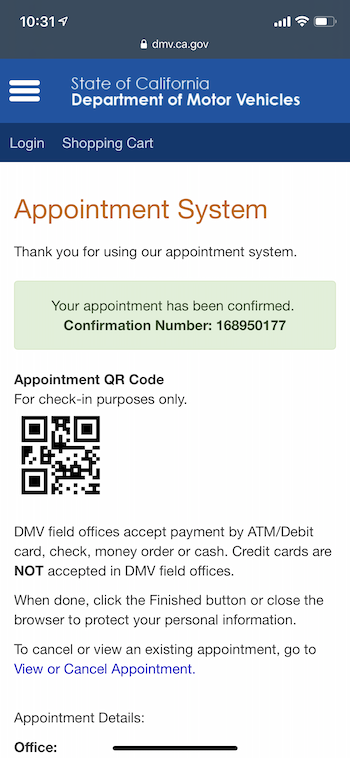 10:31
dmv.ca.gov
State of California
Department of Motor Vehicles
Login Shopping Cart
Appointment System
Thank you for using our appointment system.
Your appointment has been confirmed.
Confirmation Number: 168950177
Appointment QR Code
For check-in purposes only.
DMV field offices accept payment by ATM/Debit
card, check, money order or cash. Credit cards are
NOT accepted in DMV field offices.
When done, click the Finished button or close the
browser to protect your personal information.
To cancel or view an existing appointment, go to
View or Cancel Appointment.
Appointment Details:
Office: